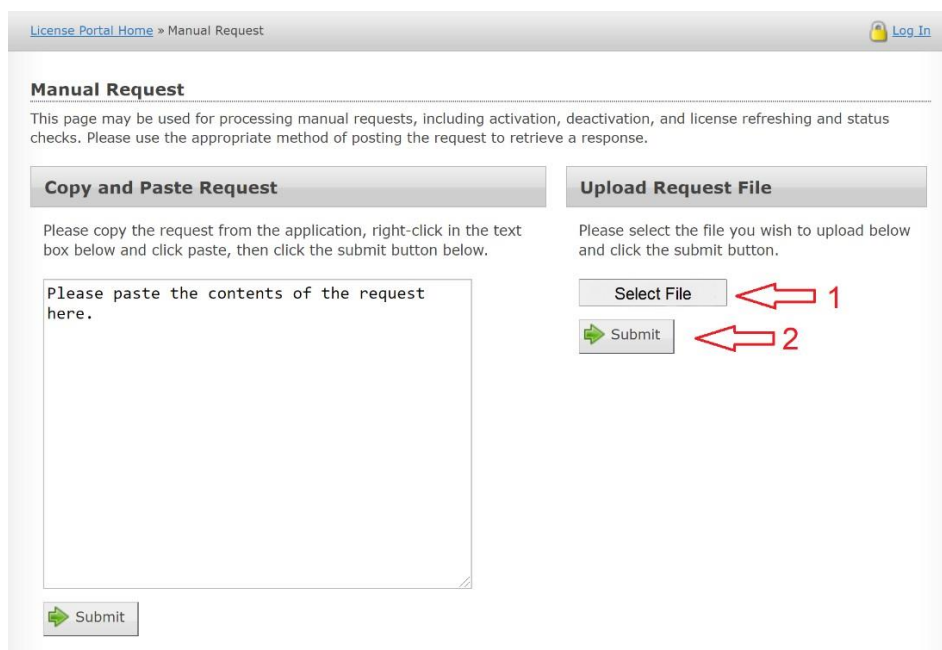 License Portal Home » Manual Request
Log In
Manual Request
This page may be used for processing manual requests, including activation, deactivation, and license refreshing and status
checks. Please use the appropriate method of posting the request to retrieve a response.
Copy and Paste Request
Please copy the request from the application, right-click in the text
box below and click paste, then click the submit button below.
Please paste the contents of the request
here.
Submit
Upload Request File
Please select the file you wish to upload below
and click the submit button.
Select File
1
Submit
2